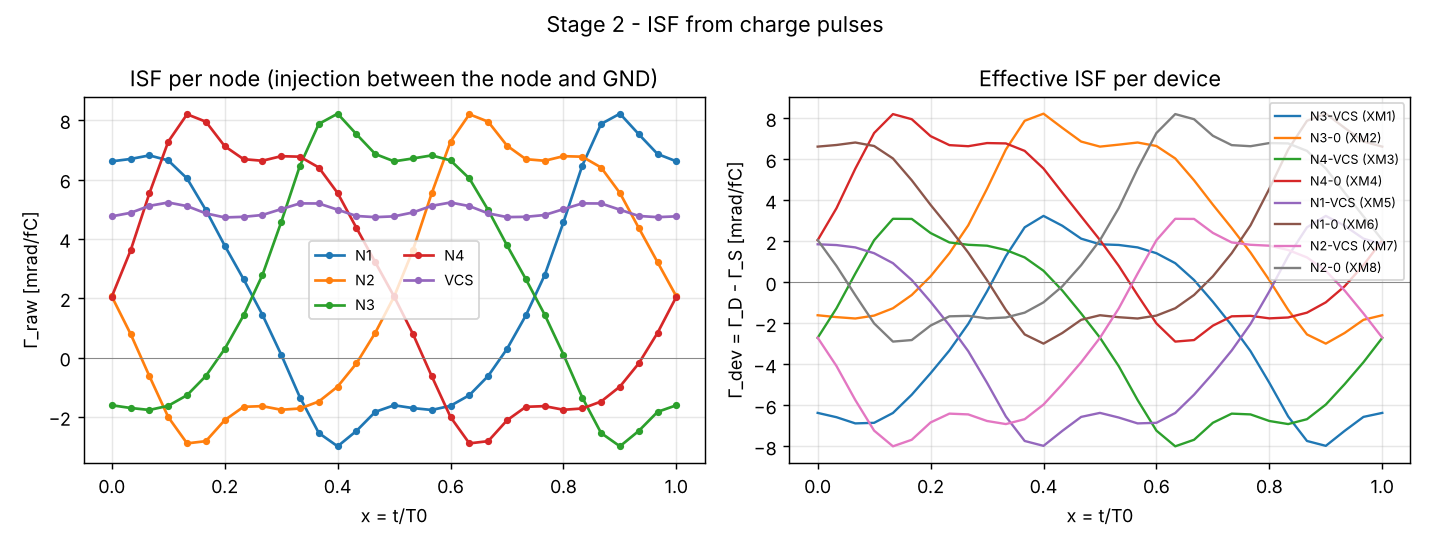 Stage 2 - ISF from charge pulses
ISF per node (injection between the node and GND)
Γ_raw [mrad/fC]
8
6
4
2
0
−2
N1
N2
N3
N4
VCS
0.0
0.2
0.4
0.6
0.8
1.0
x = t/T0
Effective ISF per device
Γ_dev = Γ_D - Γ_S [mrad/fC]
8
6
4
2
0
−2
−4
−6
−8
N3-VCS (XM1)
N3-0 (XM2)
N4-VCS (XM3)
N4-0 (XM4)
N1-VCS (XM5)
N1-0 (XM6)
N2-VCS (XM7)
N2-0 (XM8)
0.0
0.2
0.4
0.6
0.8
1.0
x = t/T0